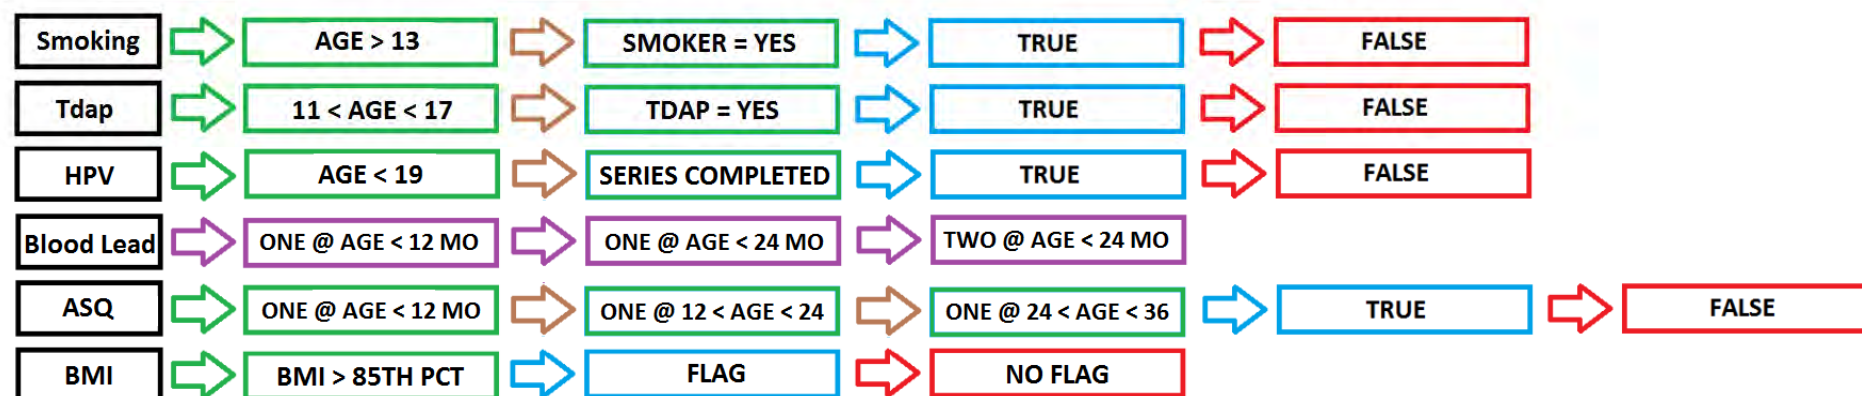 Smoking AGE > 13 SMOKER = YES TRUE FALSE
Tdap 11 < AGE < 17 TDAP = YES TRUE FALSE
HPV AGE < 19 SERIES COMPLETED TRUE FALSE
Blood Lead ONE @ AGE < 12 MO ONE @ AGE < 24 MO TWO @ AGE < 24 MO
ASQ ONE @ AGE < 12 MO ONE @ 12 < AGE < 24 ONE @ 24 < AGE < 36 TRUE FALSE
BMI BMI > 85TH PCT FLAG NO FLAG